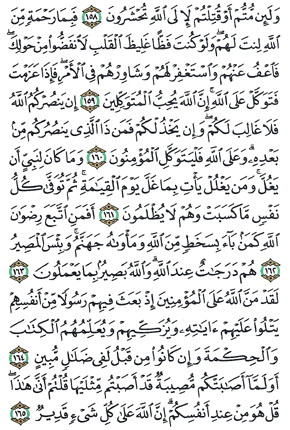 وَلَئِن مُّتُّمْ أَوْ قُتِلْتُمْ لَإِلَى ٱللَّهِ تُحْشَرُونَ ١٥٨ فَبِمَا رَحْمَةٍ مِّنَ
ٱللَّهِ لِنتَ لَهُمْ ۖ وَلَوْ كُنتَ فَظًّا غَلِيظَ ٱلْقَلْبِ لَٱنفَضُّوا۟ مِنْ حَوْلِكَ ۖ
فَٱعْفُ عَنْهُمْ وَٱسْتَغْفِرْ لَهُمْ وَشَاوِرْهُمْ فِى ٱلْأَمْرِ ۖ فَإِذَا عَزَمْتَ
فَتَوَكَّلْ عَلَى ٱللَّهِ ۚ إِنَّ ٱللَّهَ يُحِبُّ ٱلْمُتَوَكِّلِينَ ١٥٩ إِن يَنصُرْكُمُ ٱللَّهُ
فَلَا غَالِبَ لَكُمْ ۖ وَإِن يَخْذُلْكُمْ فَمَن ذَا ٱلَّذِى يَنصُرُكُم مِّنۢ
بَعْدِهِۦ ۗ وَعَلَى ٱللَّهِ فَلْيَتَوَكَّلِ ٱلْمُؤْمِنُونَ ١٦٠ وَمَا كَانَ لِنَبِىٍّ أَن
يَغُلَّ ۚ وَمَن يَغْلُلْ يَأْتِ بِمَا غَلَّ يَوْمَ ٱلْقِيَـٰمَةِ ۚ ثُمَّ تُوَفَّىٰ كُلُّ
نَفْسٍ مَّا كَسَبَتْ وَهُمْ لَا يُظْلَمُونَ ١٦١ أَفَمَنِ ٱتَّبَعَ رِضْوَٰنَ
ٱللَّهِ كَمَنۢ بَآءَ بِسَخَطٍ مِّنَ ٱللَّهِ وَمَأْوَىٰهُ جَهَنَّمُ ۚ وَبِئْسَ ٱلْمَصِيرُ
١٦٢ هُمْ دَرَجَـٰتٌ عِندَ ٱللَّهِ ۗ وَٱللَّهُ بَصِيرٌۢ بِمَا يَعْمَلُونَ ١٦٣
لَقَدْ مَنَّ ٱللَّهُ عَلَى ٱلْمُؤْمِنِينَ إِذْ بَعَثَ فِيهِمْ رَسُولًا مِّنْ أَنفُسِهِمْ
يَتْلُوا۟ عَلَيْهِمْ ءَايَـٰتِهِۦ وَيُزَكِّيهِمْ وَيُعَلِّمُهُمُ ٱلْكِتَـٰبَ
وَٱلْحِكْمَةَ وَإِن كَانُوا۟ مِن قَبْلُ لَفِى ضَلَـٰلٍ مُّبِينٍ ١٦٤
أَوَلَمَّآ أَصَـٰبَتْكُم مُّصِيبَةٌ قَدْ أَصَبْتُم مِّثْلَيْهَا قُلْتُمْ أَنَّىٰ هَـٰذَا ۖ
قُلْ هُوَ مِنْ عِندِ أَنفُسِكُمْ ۗ إِنَّ ٱللَّهَ عَلَىٰ كُلِّ شَىْءٍ قَدِيرٌ ١٦٥